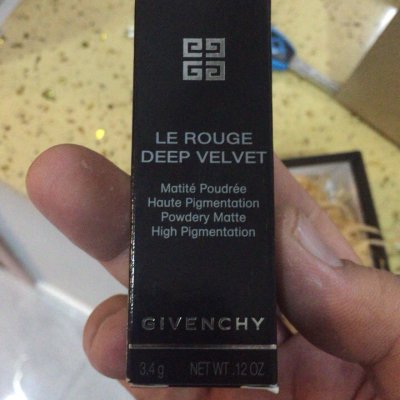 LE ROUGE
DEEP VELVET
Matité Poudrée
Haute Pigmentation
Powdery Matte
High Pigmentation
GIVENCHY
3.4 g NET WT. .12 OZ